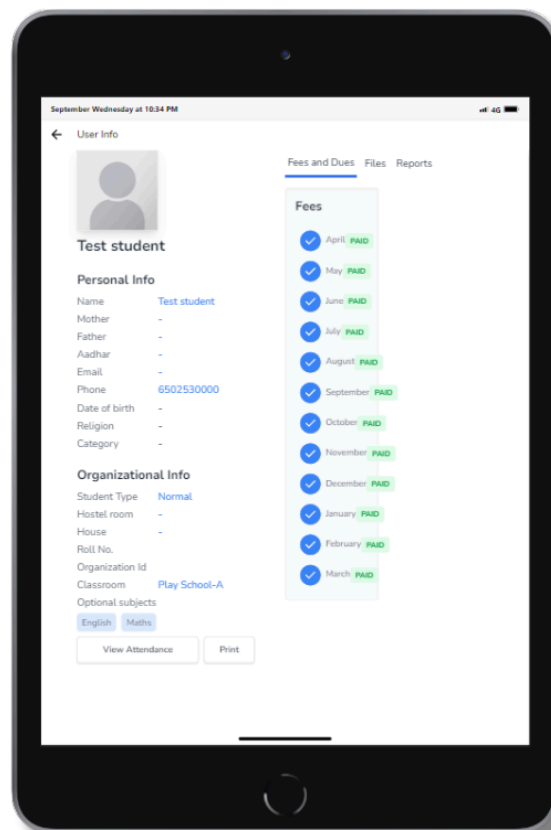 September Wednesday at 10:34 PM 4G
User Info
Test student
Personal Info
Name Test student
Mother -
Father -
Aadhar -
Email -
Phone 6502530000
Date of birth -
Religion -
Category -
Organizational Info
Student Type Normal
Hostel room -
House -
Roll No.
Organization Id
Classroom Play School-A
Optional subjects
English Maths
View Attendance Print
Fees and Dues Files Reports
Fees
April PAID
May PAID
June PAID
July PAID
August PAID
September PAID
October PAID
November PAID
December PAID
January PAID
February PAID
March PAID